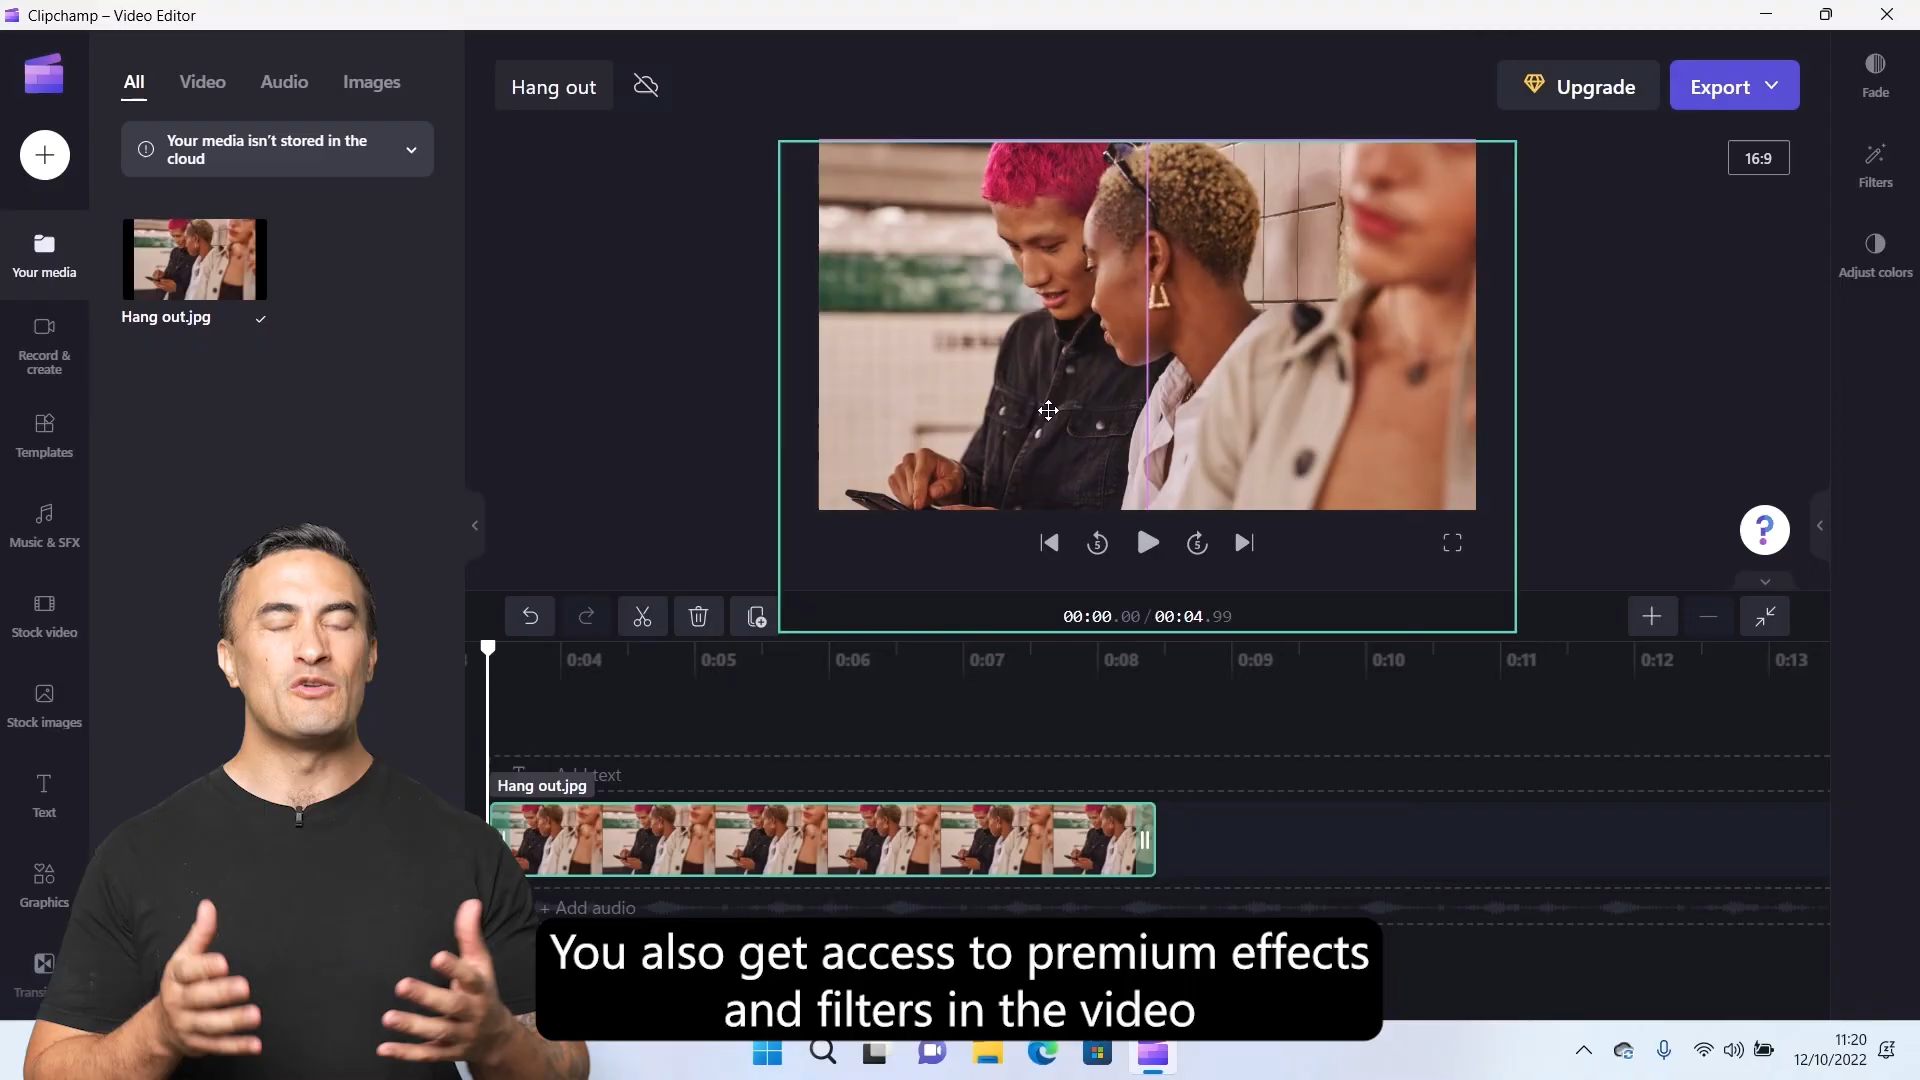 Clipchamp – Video Editor
All
Video
Audio
Images
Hang out
Upgrade
Export
Fade
Your media isn't stored in the
cloud
16:9
Filters
Your media
Adjust colors
Hang out.jpg
Record &
create
Templates
Music & SFX
5
5
?
Stock video
00:00.00 / 00:04.99
0:04
0:05
0:06
0:07
0:08
0:09
0:10
0:11
0:12
0:13
Stock images
text
Hang out.jpg
Text
Graphics
+ Add audio
You also get access to premium effects
and filters in the video
11:20
12/10/2022